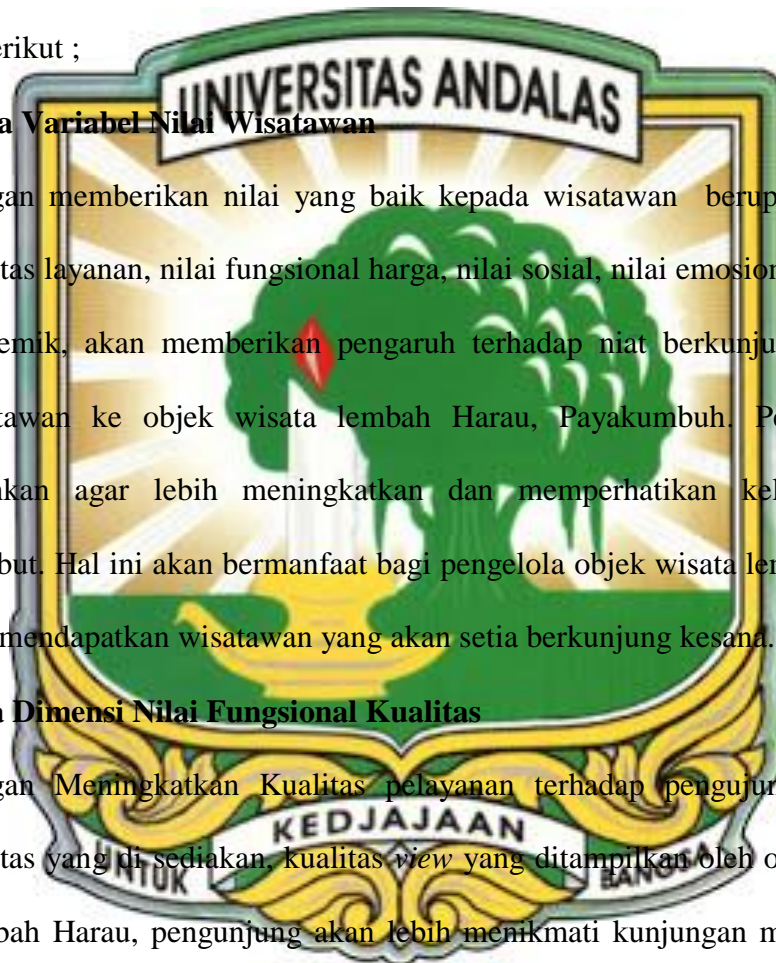 erikut ;
UNIVERSITAS ANDALAS
a Variabel Nilai Wisatawan
gan memberikan nilai yang baik kepada wisatawan berup
tas layanan, nilai fungsional harga, nilai sosial, nilai emosion
emik, akan memberikan pengaruh terhadap niat berkunju
tawan ke objek wisata lembah Harau, Payakumbuh. Pe
nkan agar lebih meningkatkan dan memperhatikan kel
but. Hal ini akan bermanfaat bagi pengelola objek wisata len
mendapatkan wisatawan yang akan setia berkunjung kesana.
a Dimensi Nilai Fungsional Kualitas
gan Meningkatkan Kualitas pelayanan terhadap pengujun
KEDJAJAAN
UNTUK BANGSA
tas yang di sediakan, kualitas view yang ditampilkan oleh o
bah Harau, pengunjung akan lebih menikmati kunjungan m